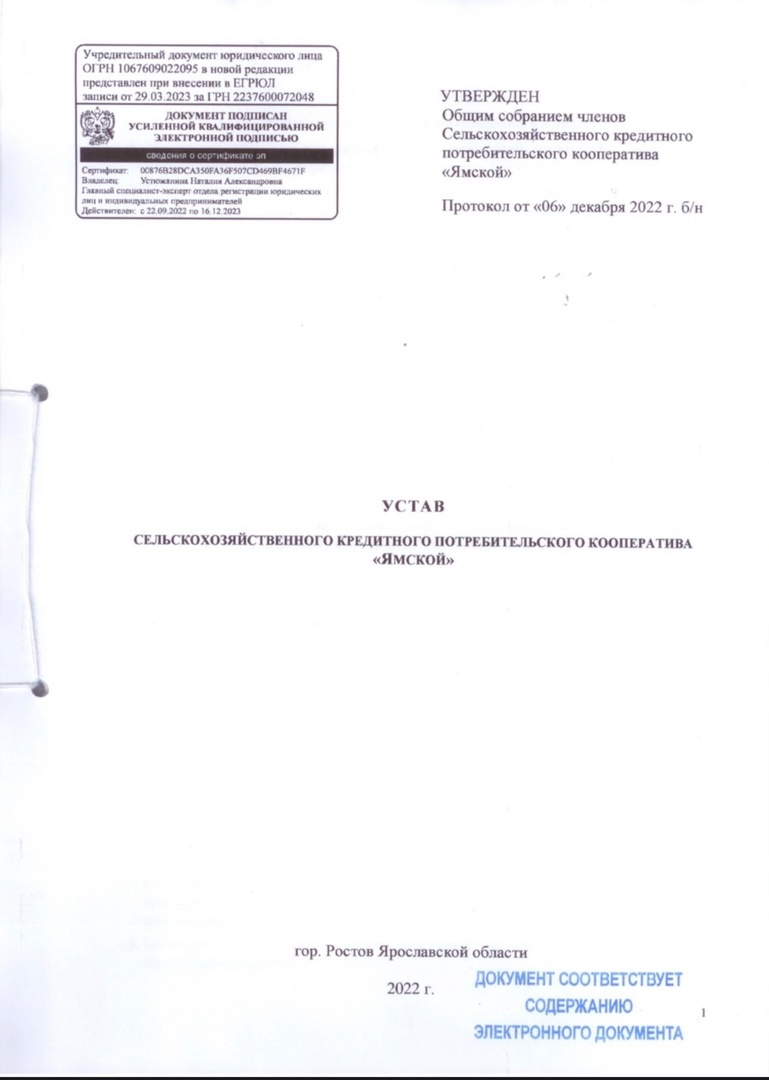 Учредительный документ юридического лица
ОГРН 1067609022095 в новой редакции
представлен при внесении в ЕГРЮЛ
записи от 29.03.2023 за ГРН 2237600072048
ДОКУМЕНТ ПОДПИСАН
УСИЛЕННОЙ КВАЛИФИЦИРОВАННОЙ
ЭЛЕКТРОННОЙ ПОДПИСЬЮ
сведения о сертификате эп
Сертификат: 00876B28DCA350FA36F507CD469BF4671F
Владелец: Устюжанина Наталия Александровна
Главный специалист-эксперт отдела регистрации юридических
лиц и индивидуальных предпринимателей
Действителен: с 22.09.2022 по 16.12.2023
УТВЕРЖДЕН
Общим собранием членов
Сельскохозяйственного кредитного
потребительского кооператива
«Ямской»
Протокол от «06» декабря 2022 г. б/н
УСТАВ
СЕЛЬСКОХОЗЯЙСТВЕННОГО КРЕДИТНОГО ПОТРЕБИТЕЛЬСКОГО КООПЕРАТИВА
«ЯМСКОЙ»
гор. Ростов Ярославской области
2022 г.
ДОКУМЕНТ СООТВЕТСТВУЕТ
СОДЕРЖАНИЮ
ЭЛЕКТРОННОГО ДОКУМЕНТА
1